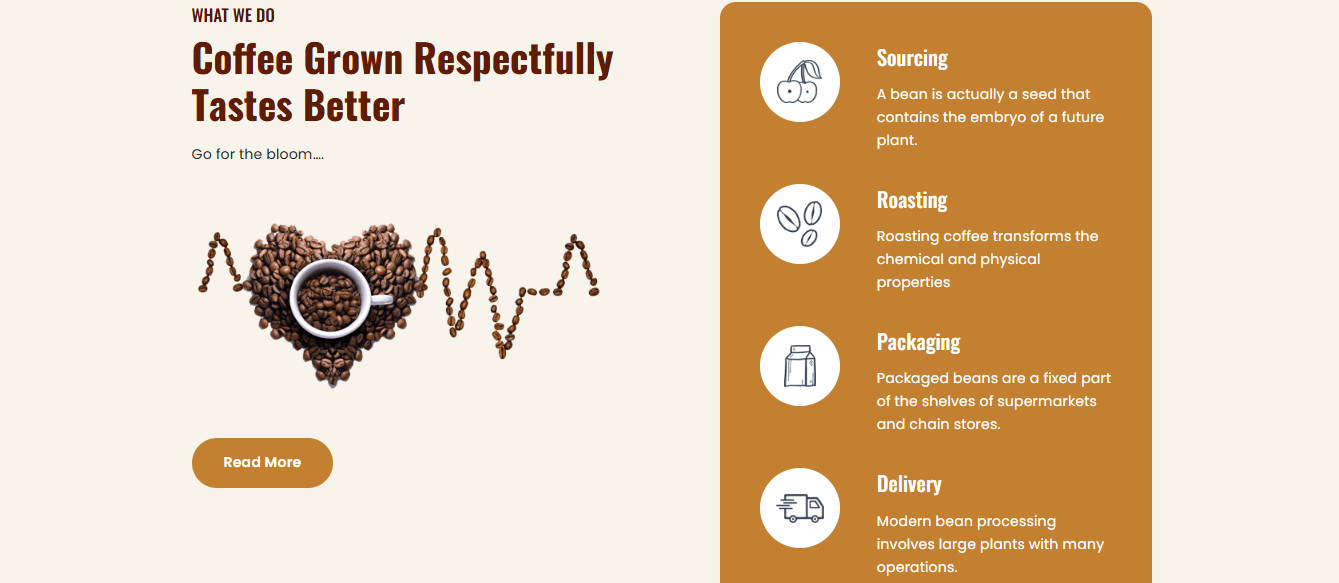 WHAT WE DO
Coffee Grown Respectfully
Tastes Better
Go for the bloom....
Read More
Sourcing
A bean is actually a seed that
contains the embryo of a future
plant.
Roasting
Roasting coffee transforms the
chemical and physical
properties
Packaging
Packaged beans are a fixed part
of the shelves of supermarkets
and chain stores.
Delivery
Modern bean processing
involves large plants with many
operations.